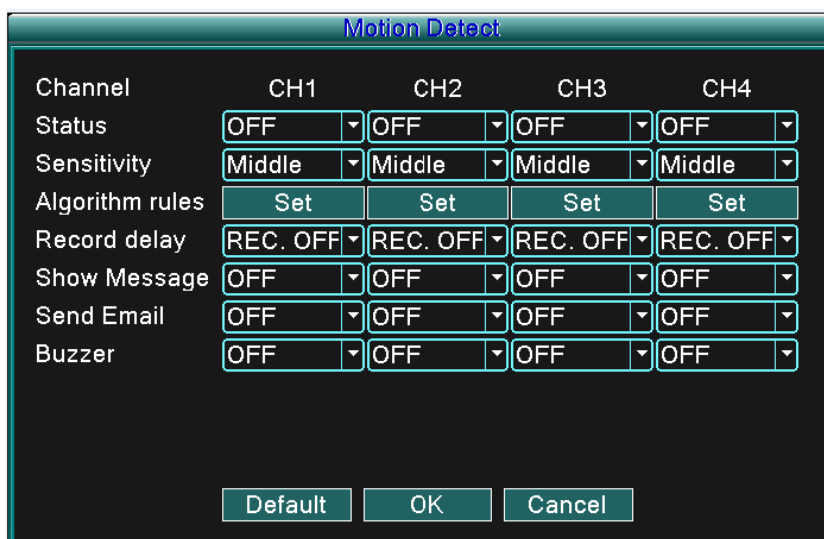 Motion Detect
Channel CH1 CH2 CH3 CH4
Status OFF OFF OFF OFF
Sensitivity Middle Middle Middle Middle
Algorithm rules Set Set Set Set
Record delay REC. OFF REC. OFF REC. OFF REC. OFF
Show Message OFF OFF OFF OFF
Send Email OFF OFF OFF OFF
Buzzer OFF OFF OFF OFF
Default OK Cancel